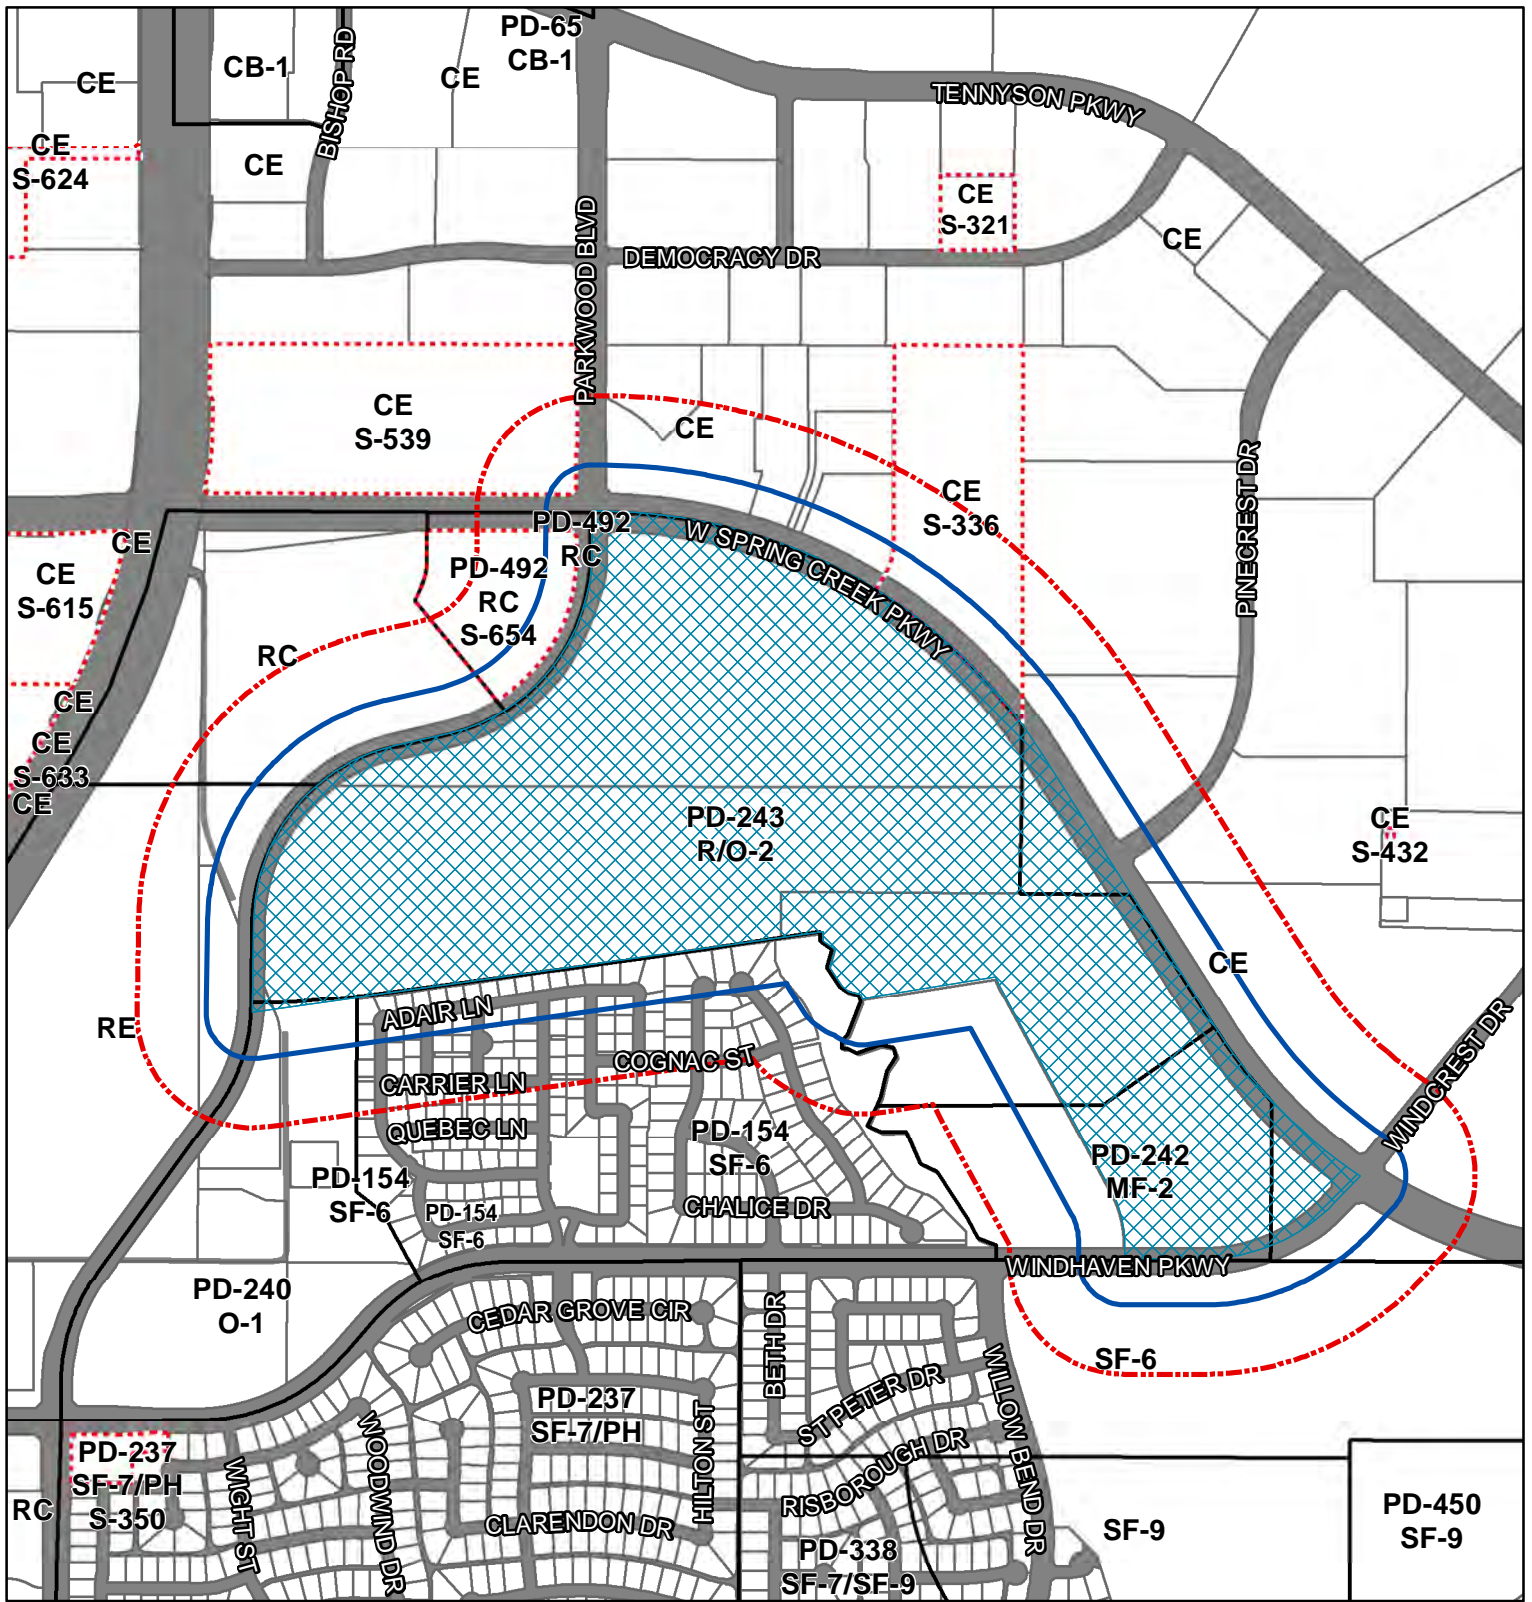 PD-65
CB-1
CB-1
BISHOP RD
CE
CE
TENNYSON PKWY
CE
S-624
CE
CE
S-321
PARKWOOD BLVD
CE
DEMOCRACY DR
CE
S-539
CE
PINECREST DR
CE
S-336
PD-492
RC
W SPRING CREEK PKWY
CE
PD-492
RC
S-654
CE
S-615
RC
CE
CE
S-633
CE
PD-243
R/O-2
CE
S-432
CE
RE
ADAIR LN
COGNAC ST
CARRIER LN
QUEBEC LN
WINDCREST DR
PD-154
SF-6
PD-242
MF-2
PD-154
SF-6
PD-154
SF-6
CHALICE DR
WINDHAVEN PKWY
PD-240
O-1
CEDAR GROVE CIR
BETH DR
SF-6
ST PETER DR
WILLOW BEND DR
PD-237
SF-7/PH
HILTON ST
WOODWIND DR
PD-237
SF-7/PH
S-350
WIGHT ST
RISBOROUGH DR
RC
CLARENDON DR
SF-9
PD-450
SF-9
PD-338
SF-7/SF-9